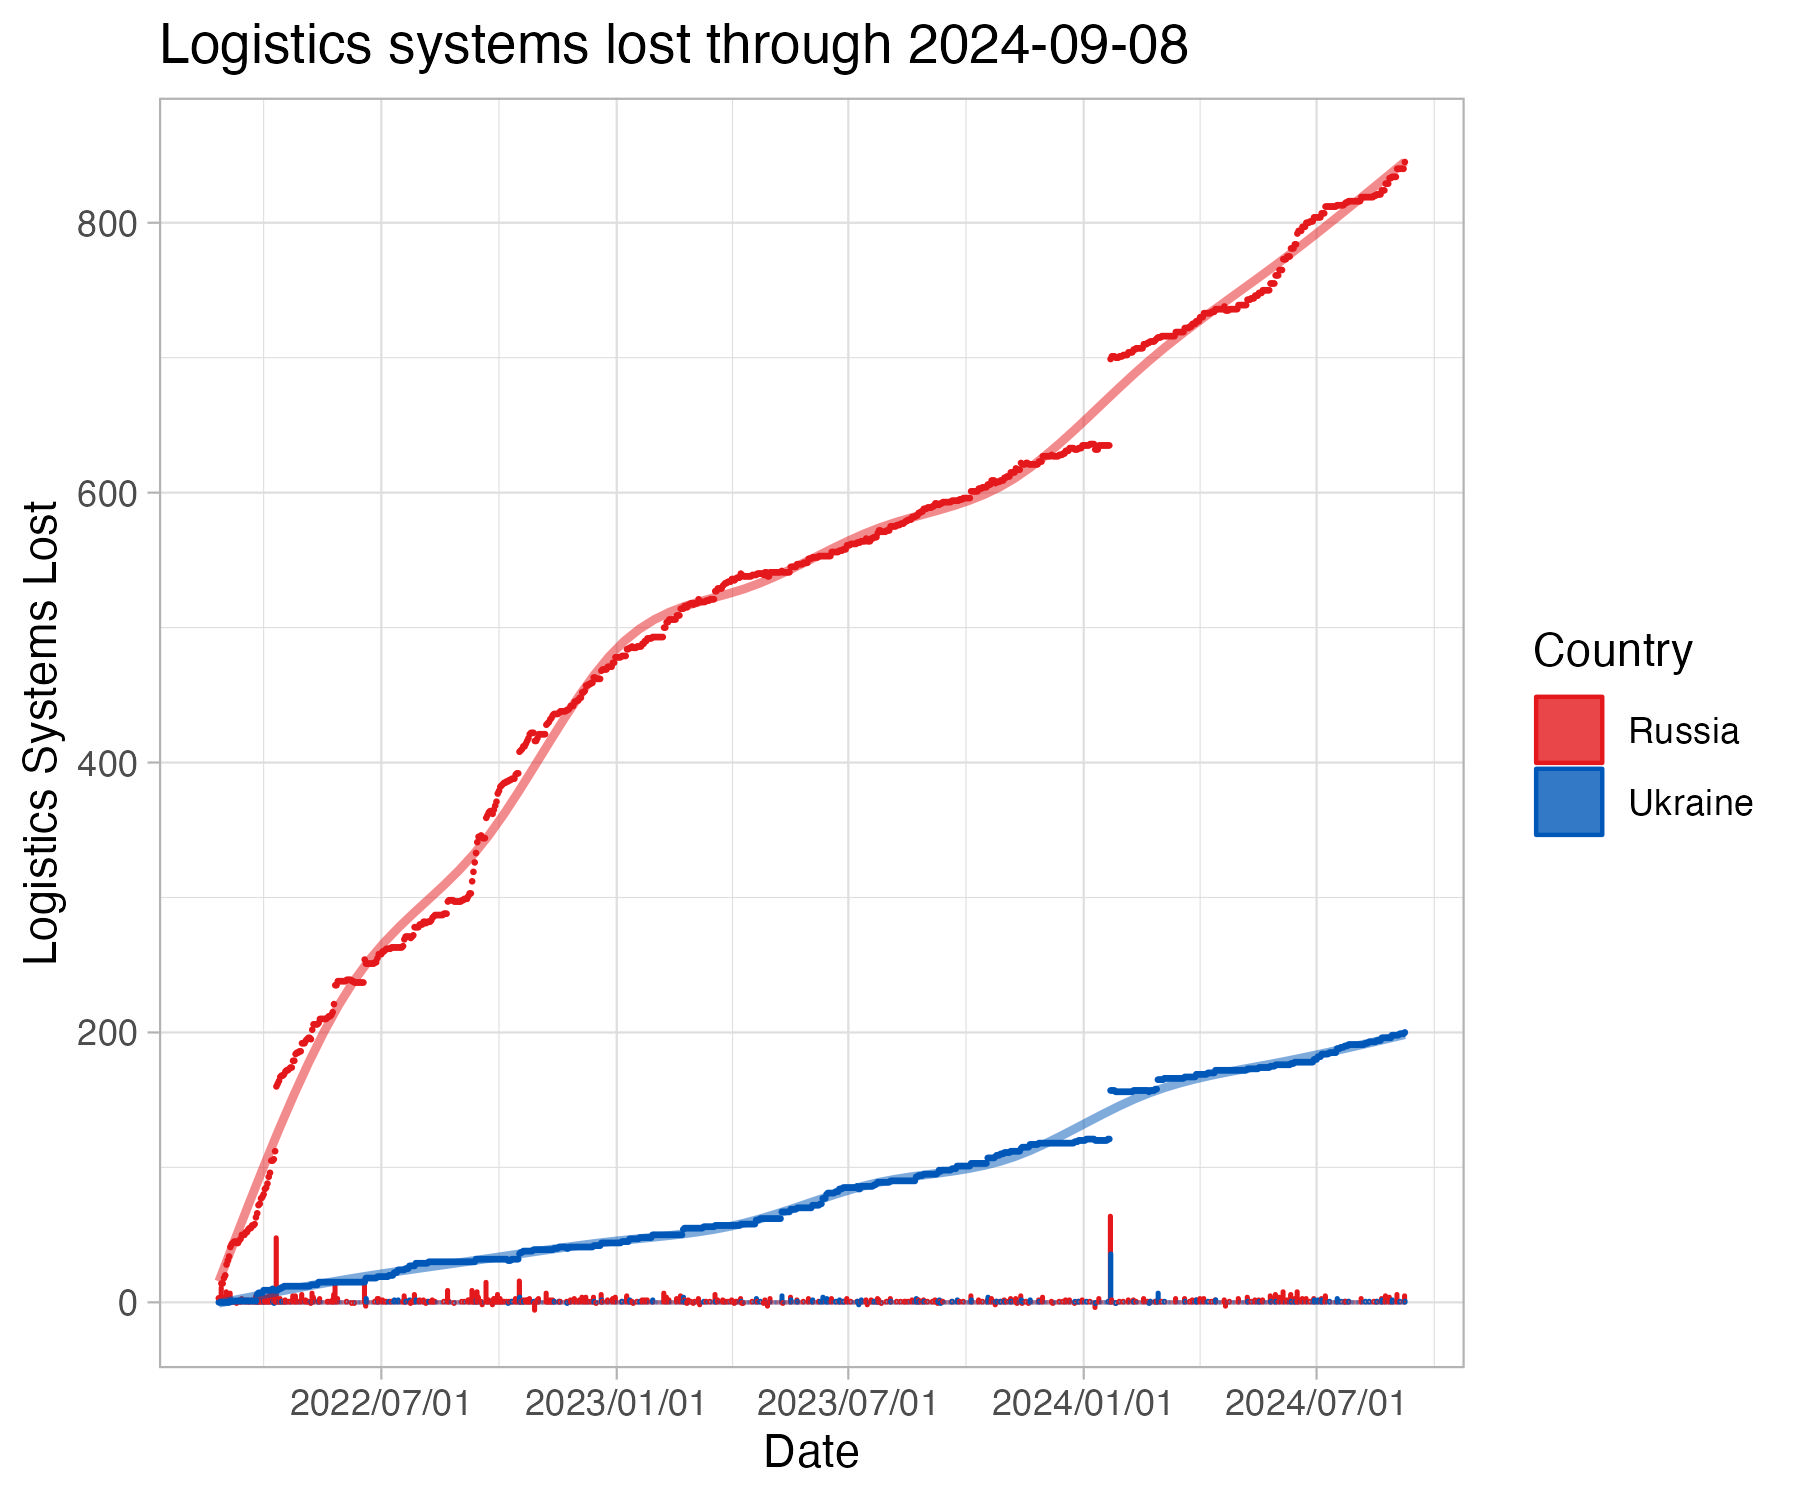 Logistics systems lost through 2024-09-08
Logistics Systems Lost
800
600
400
200
0
2022/07/01
2023/01/01
2023/07/01
2024/01/01
2024/07/01
Date
Country
Russia
Ukraine